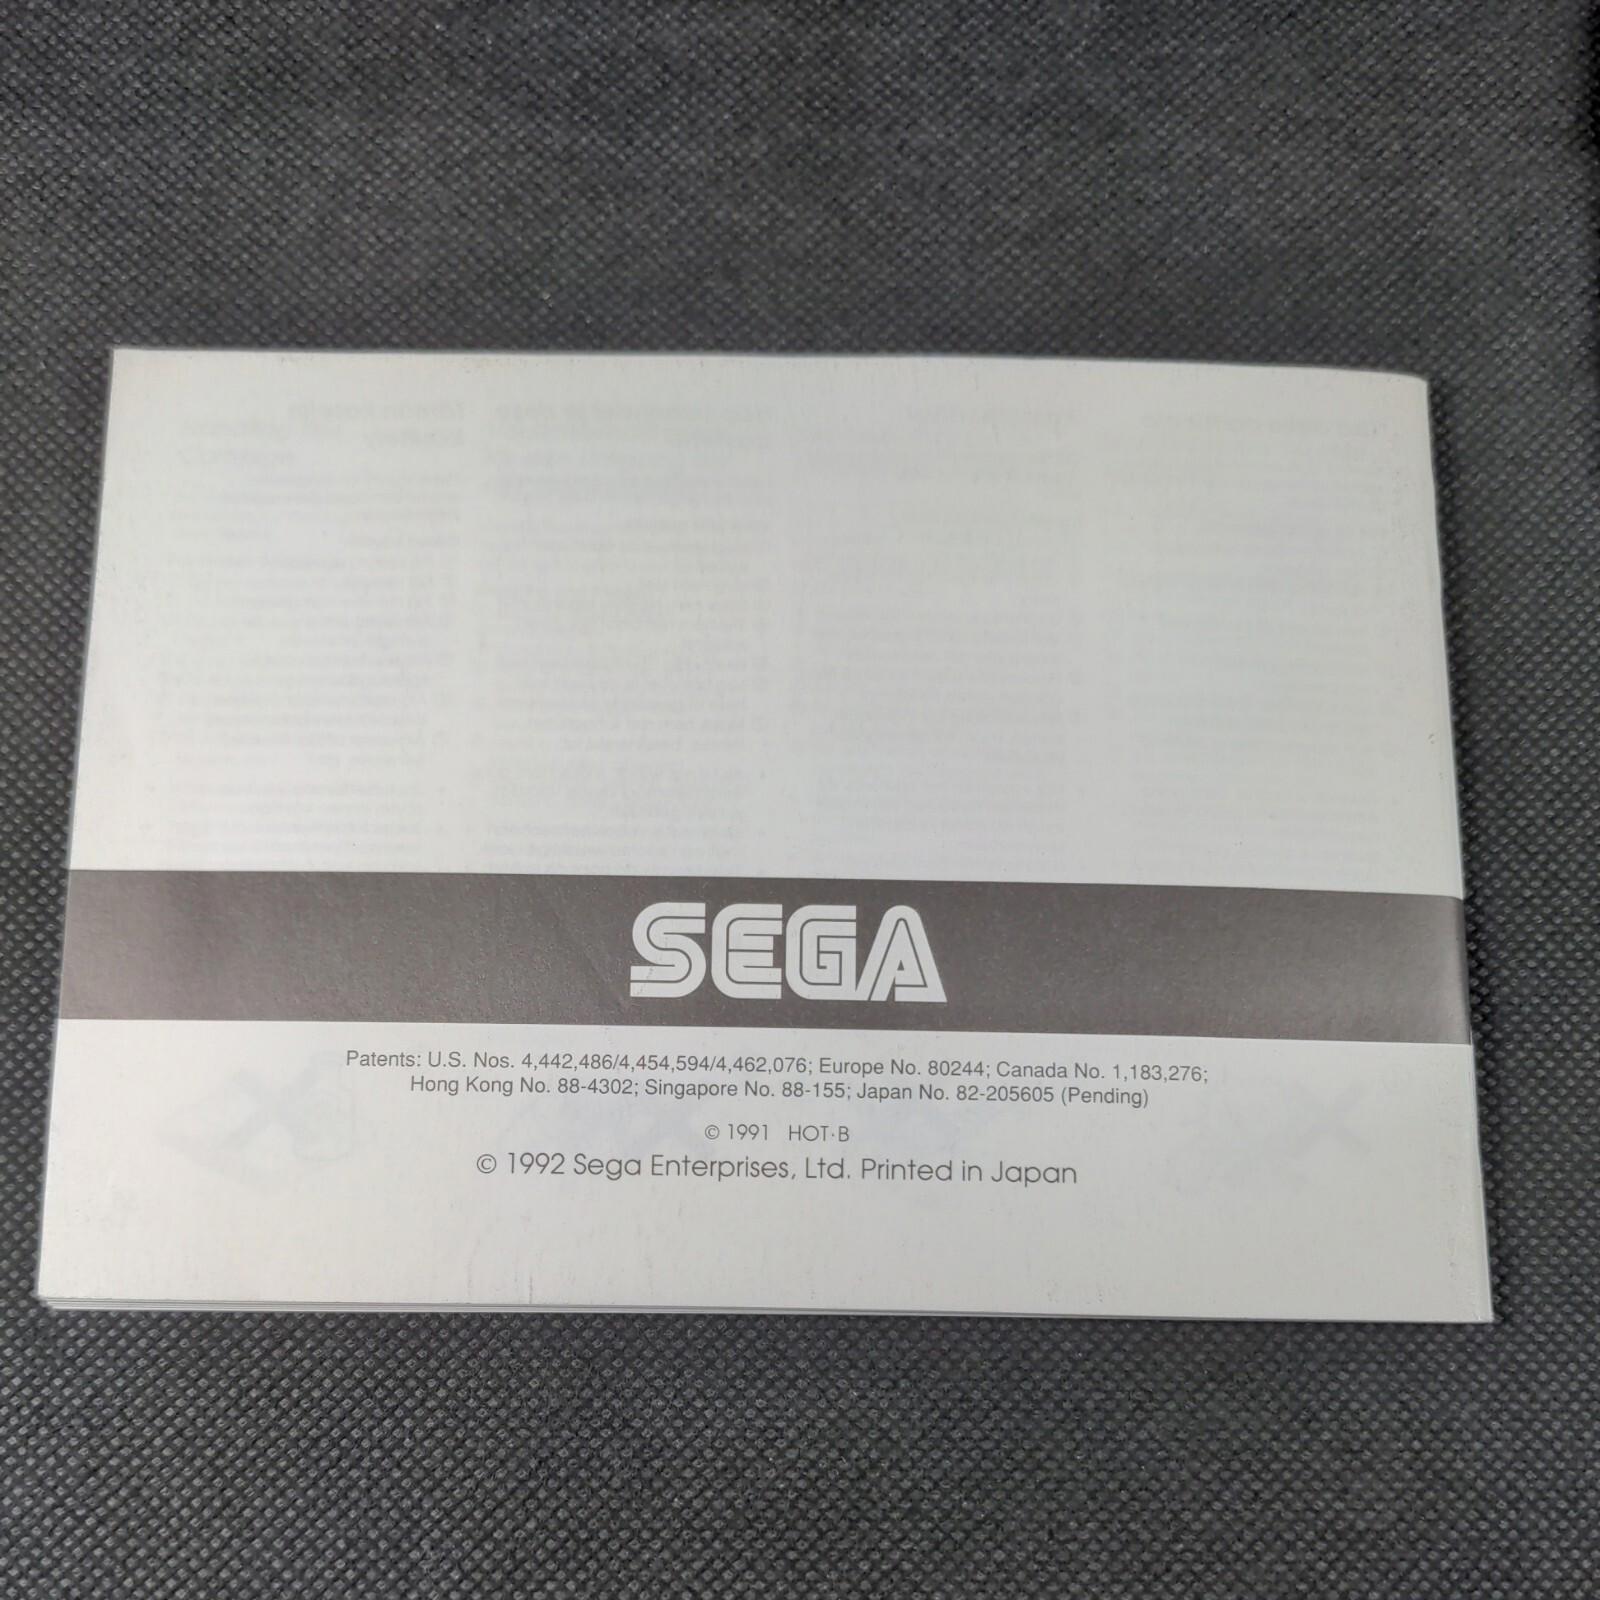 SEGA
Patents: U.S. Nos. 4,442,486/4,454,594/4,462,076; Europe No. 80244; Canada No. 1,183,276;
Hong Kong No. 88-4302; Singapore No. 88-155; Japan No. 82-205605 (Pending)
© 1991 HOT·B
© 1992 Sega Enterprises, Ltd. Printed in Japan